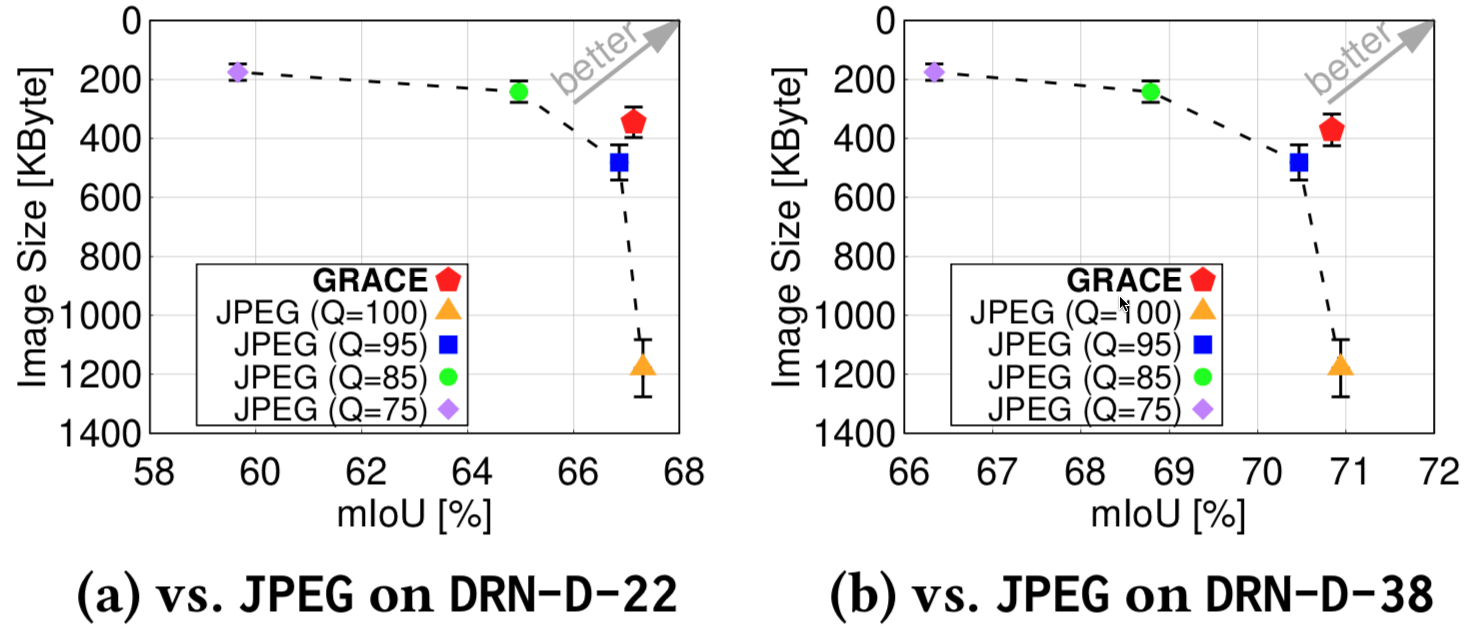 0
200
400
600
800
1000
1200
1400
Image Size [KByte]
better
GRACE
JPEG (Q=100)
JPEG (Q=95)
JPEG (Q=85)
JPEG (Q=75)
58 60 62 64 66 68
mIoU [%]
(a) vs. JPEG on DRN-D-22
0
200
400
600
800
1000
1200
1400
Image Size [KByte]
better
GRACE
JPEG (Q=100)
JPEG (Q=95)
JPEG (Q=85)
JPEG (Q=75)
66 67 68 69 70 71 72
mIoU [%]
(b) vs. JPEG on DRN-D-38